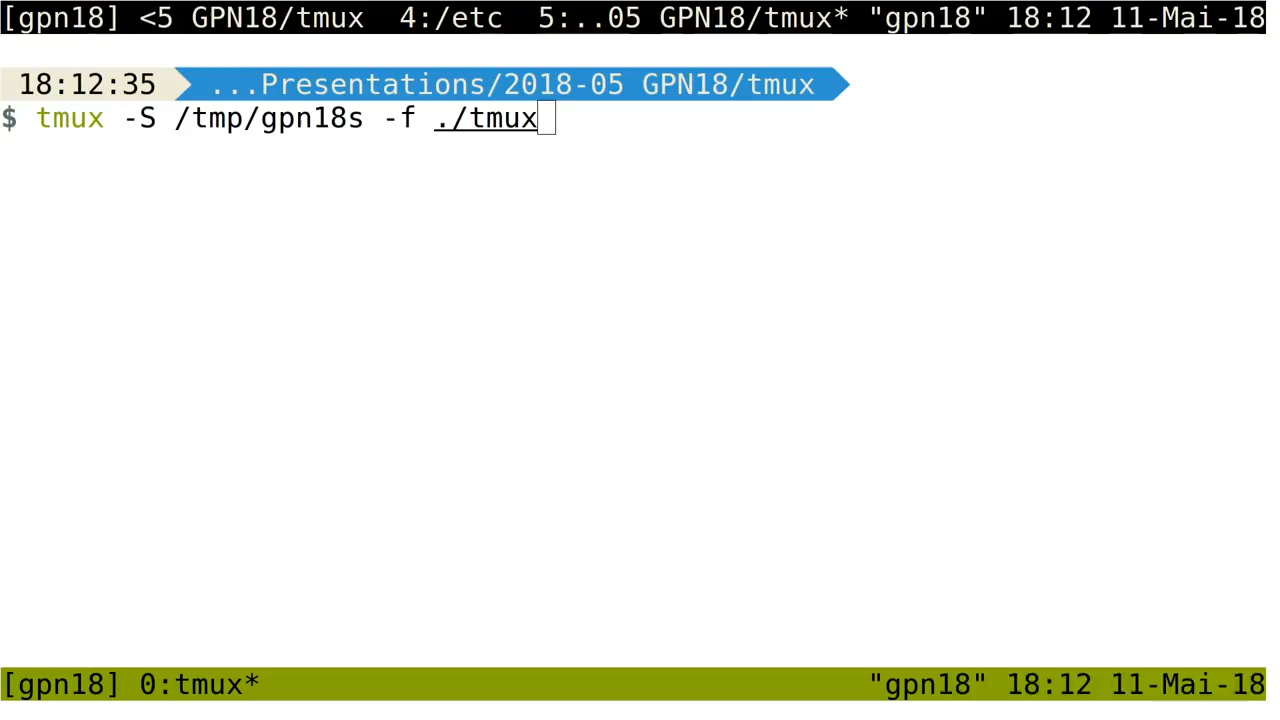 [gpn18] <5 GPN18/tmux  4:/etc  5:..05 GPN18/tmux* "gpn18" 18:12 11-Mai-18
18:12:35 ...Presentations/2018-05 GPN18/tmux
$ tmux -S /tmp/gpn18s -f ./tmux
[gpn18] 0:tmux* "gpn18" 18:12 11-Mai-18